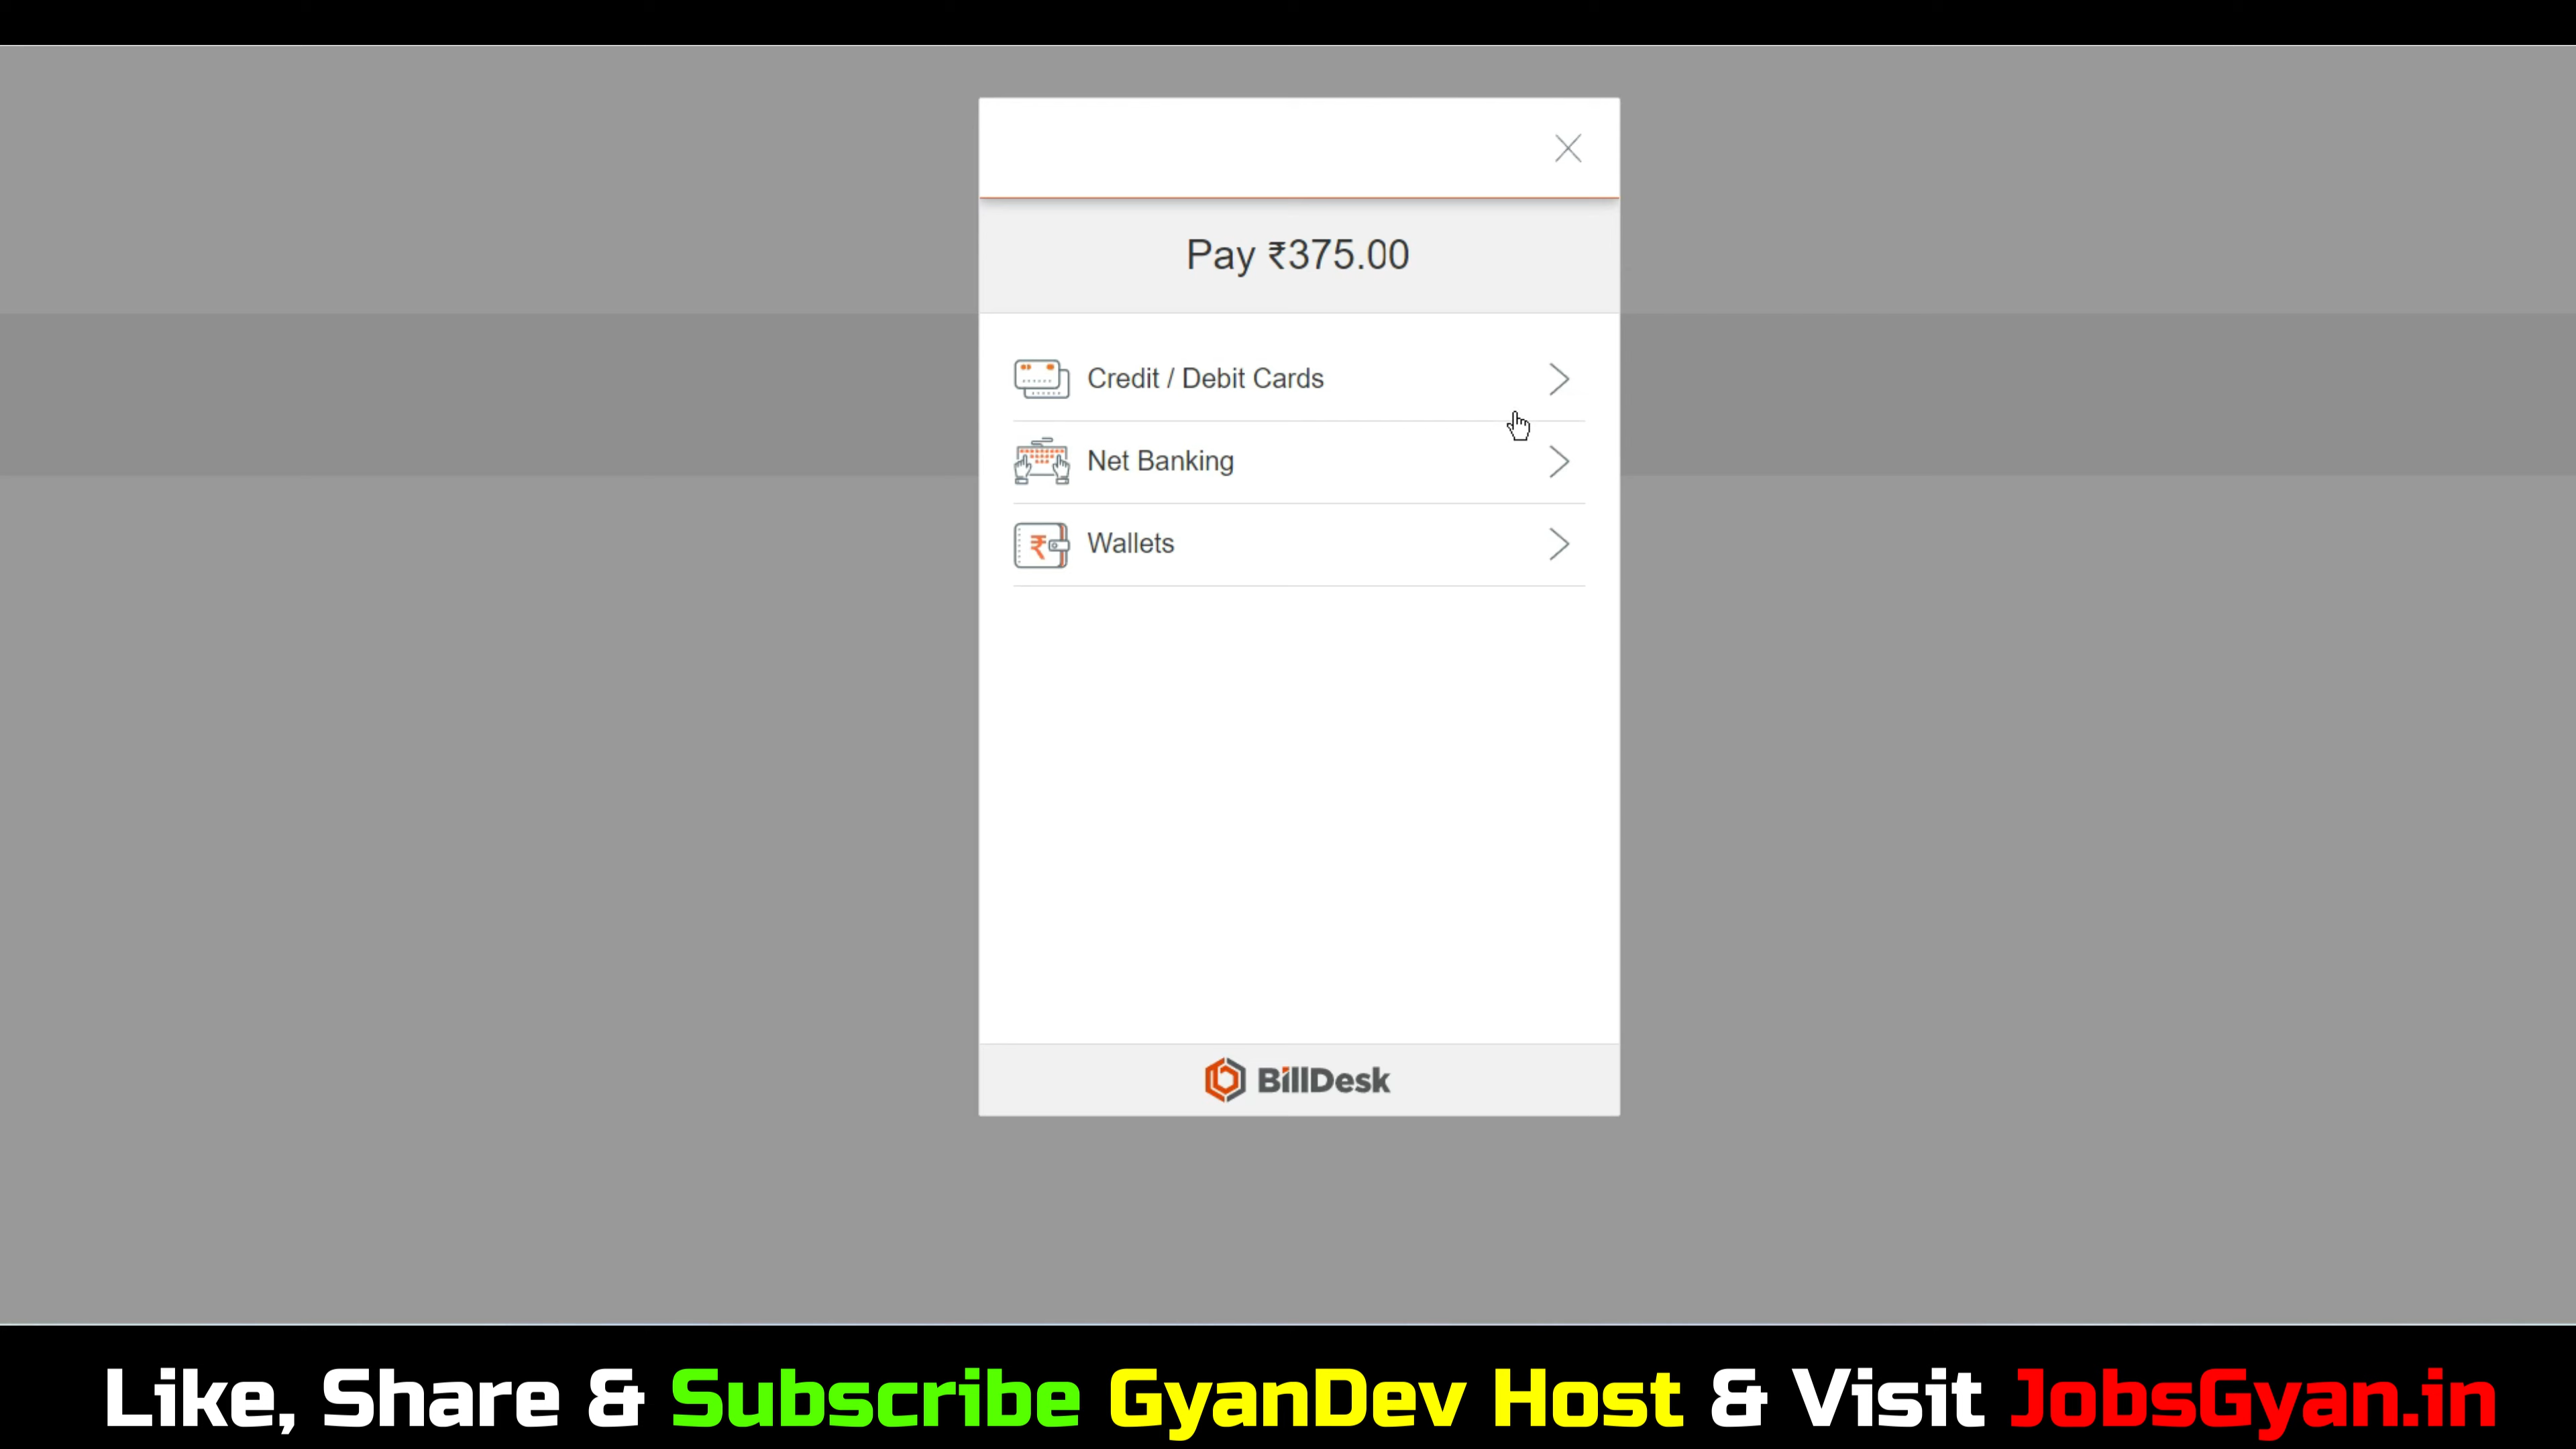 Pay ₹375.00
Credit / Debit Cards
Net Banking
Wallets
BillDesk
Like, Share & Subscribe GyanDev Host & Visit JobsGyan.in